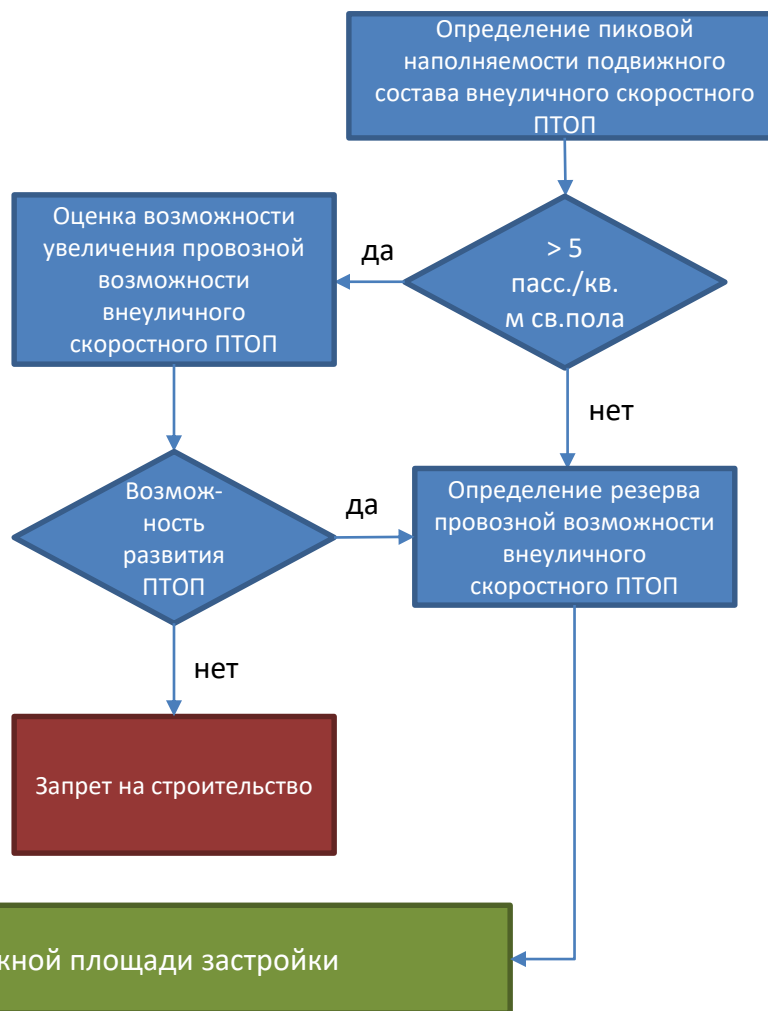 Определение пиковой
наполняемости подвижного
состава внеуличного скоростного
ПТОП
Оценка возможности
увеличения провозной
возможности
внеуличного
скоростного ПТОП
да
> 5
пасс./кв.
м св.пола
нет
Возмож-
ность
развития
ПТОП
да
Определение резерва
провозной возможности
внеуличного
скоростного ПТОП
нет
Запрет на строительство
жной площади застройки